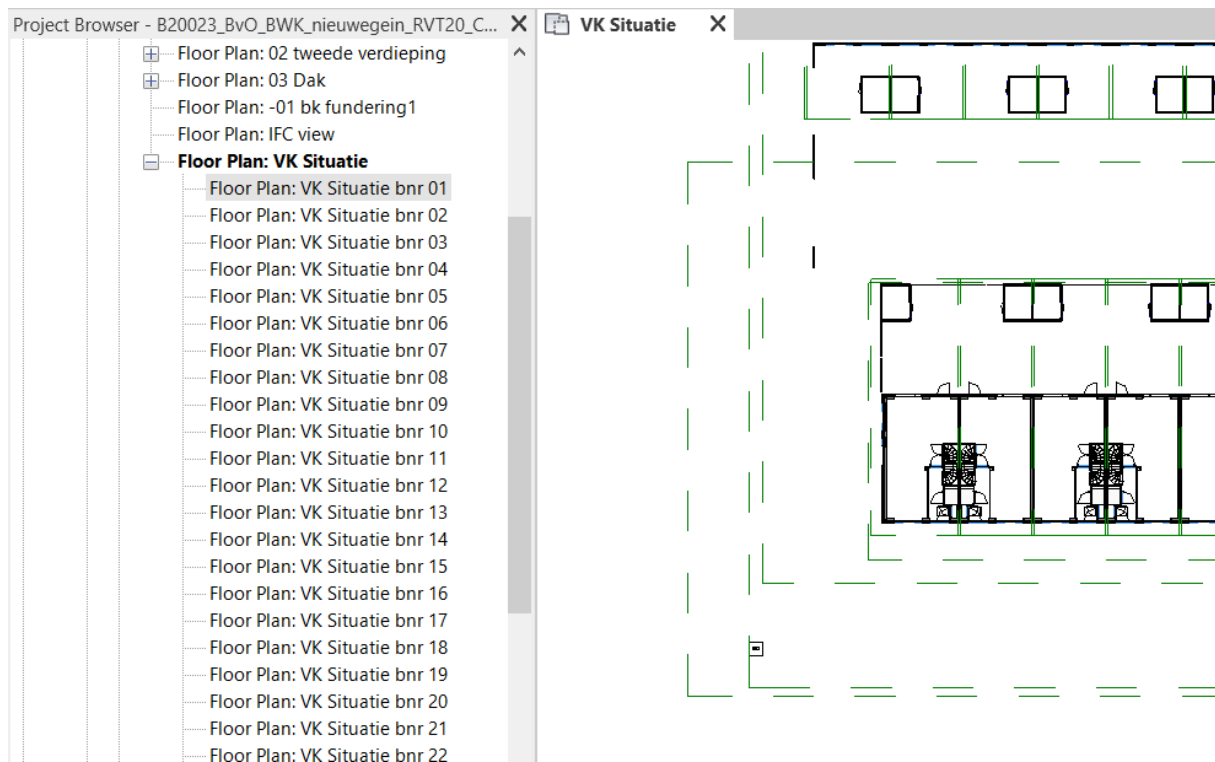 Project Browser - B20023_BvO_BWK_nieuwegein_RVT20_C...
VK Situatie
Floor Plan: 02 tweede verdieping
Floor Plan: 03 Dak
Floor Plan: -01 bk fundering1
Floor Plan: IFC view
Floor Plan: VK Situatie
Floor Plan: VK Situatie bnr 01
Floor Plan: VK Situatie bnr 02
Floor Plan: VK Situatie bnr 03
Floor Plan: VK Situatie bnr 04
Floor Plan: VK Situatie bnr 05
Floor Plan: VK Situatie bnr 06
Floor Plan: VK Situatie bnr 07
Floor Plan: VK Situatie bnr 08
Floor Plan: VK Situatie bnr 09
Floor Plan: VK Situatie bnr 10
Floor Plan: VK Situatie bnr 11
Floor Plan: VK Situatie bnr 12
Floor Plan: VK Situatie bnr 13
Floor Plan: VK Situatie bnr 14
Floor Plan: VK Situatie bnr 15
Floor Plan: VK Situatie bnr 16
Floor Plan: VK Situatie bnr 17
Floor Plan: VK Situatie bnr 18
Floor Plan: VK Situatie bnr 19
Floor Plan: VK Situatie bnr 20
Floor Plan: VK Situatie bnr 21
Floor Plan: VK Situatie bnr 22